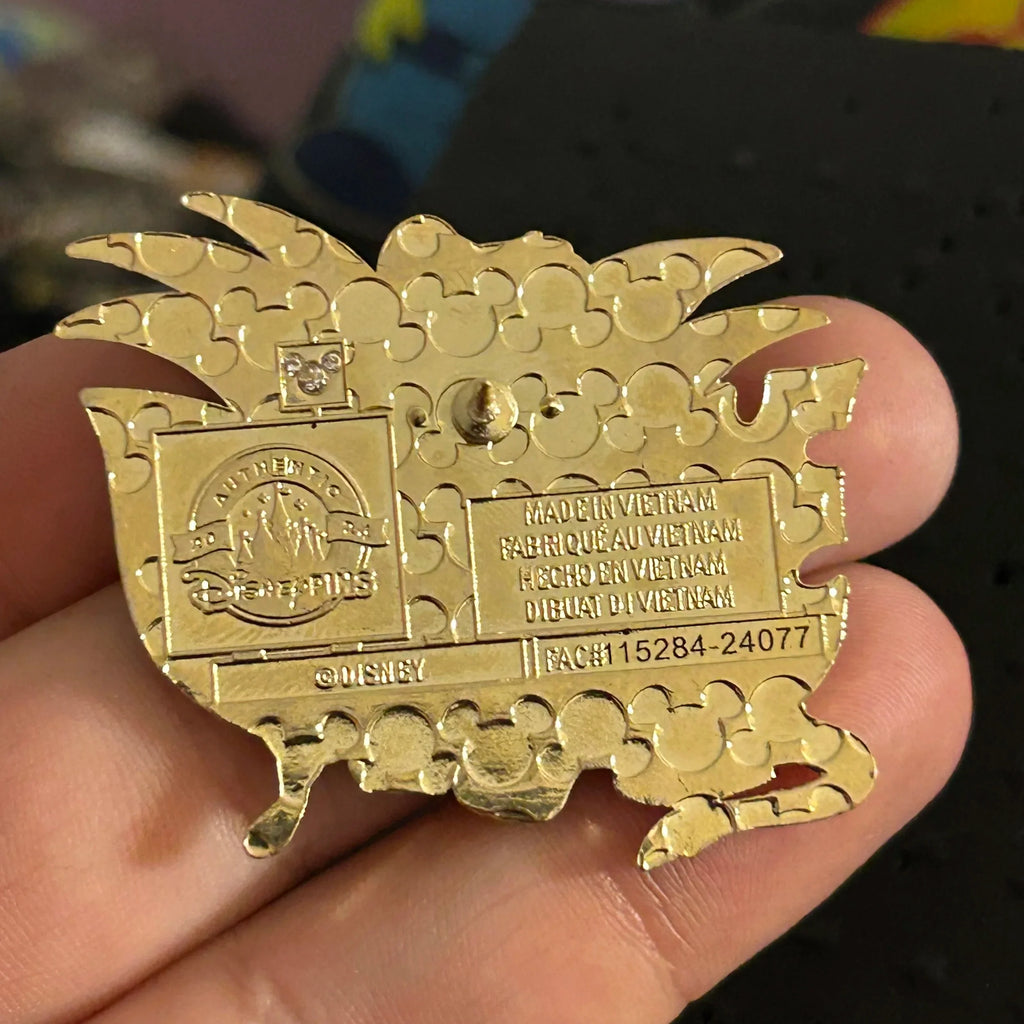 AUTHENTIC
20 24
Disney PINS
MADE IN VIETNAM
FABRIQUÉ AU VIETNAM
HECHO EN VIETNAM
DIBUAT DI VIETNAM
©DISNEY
FAC#115284-24077